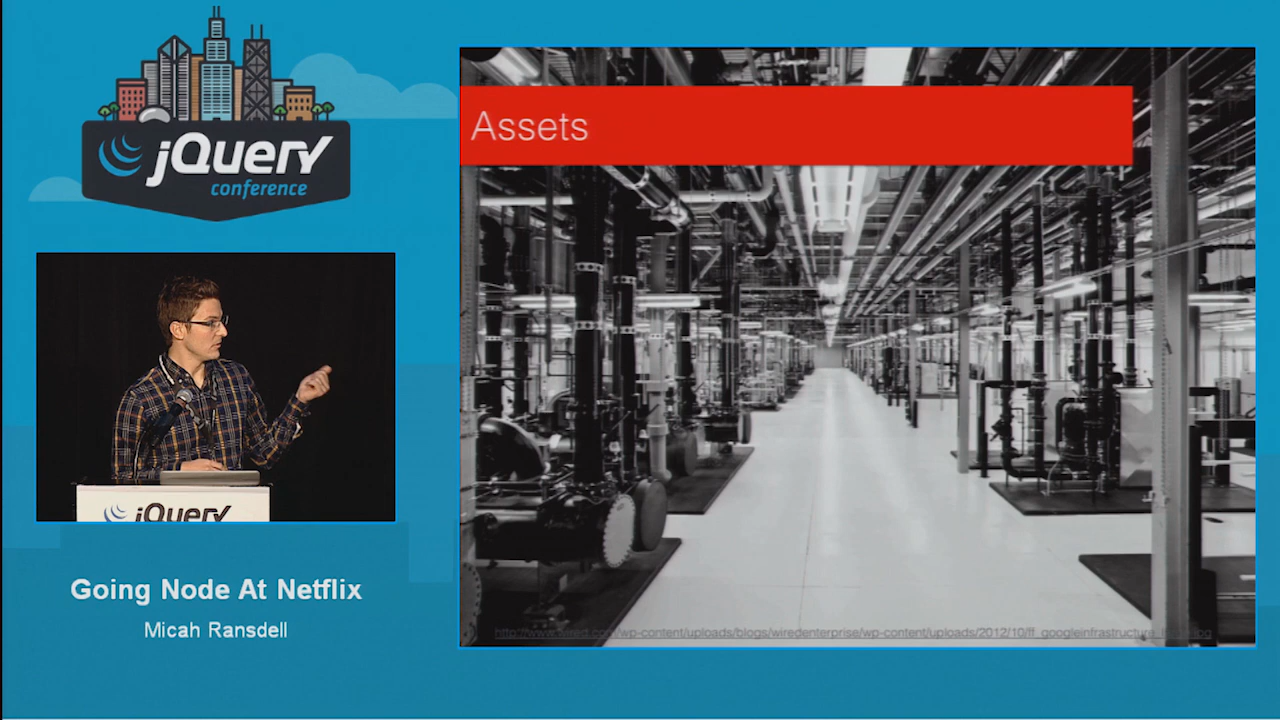 jQuery
conference
Assets
jQuery
Going Node At Netflix
Micah Ransdell